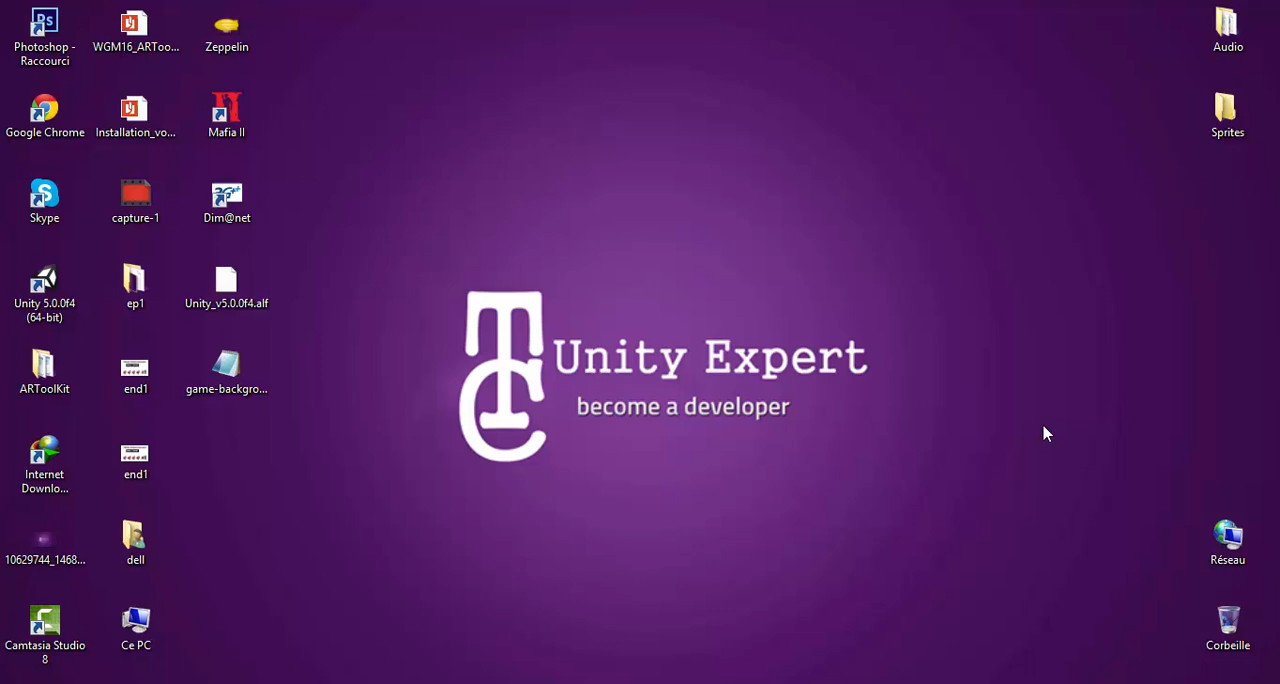 Photoshop -
Raccourci
WGM16_ARToo...
Zeppelin
Audio
Google Chrome
Installation_vo...
Mafia II
Sprites
Skype
capture-1
Dim@net
Unity 5.0.0f4
(64-bit)
ep1
Unity_v5.0.0f4.alf
TC Unity Expert
become a developer
ARToolKit
end1
game-backgro...
Internet
Downlo...
end1
10629744_1468...
dell
Réseau
Camtasia Studio
8
Ce PC
Corbeille